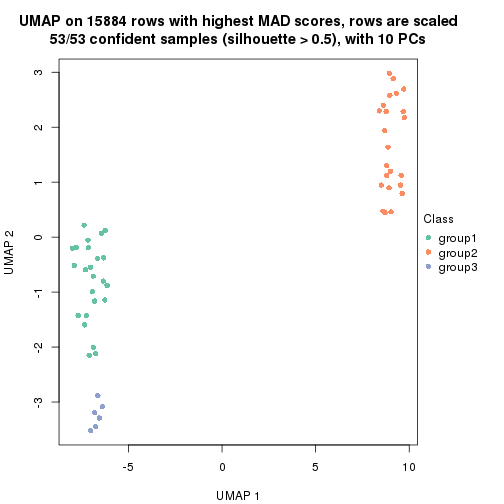 UMAP on 15884 rows with highest MAD scores, rows are scaled
53/53 confident samples (silhouette > 0.5), with 10 PCs
3
2
1
0
-1
-2
-3
UMAP 2
-5
0
5
10
UMAP 1
Class
group1
group2
group3